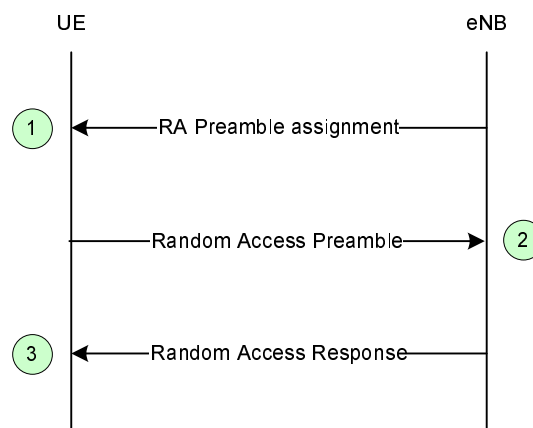 UE eNB
1 RA Preamble assignment
Random Access Preamble 2
3 Random Access Response